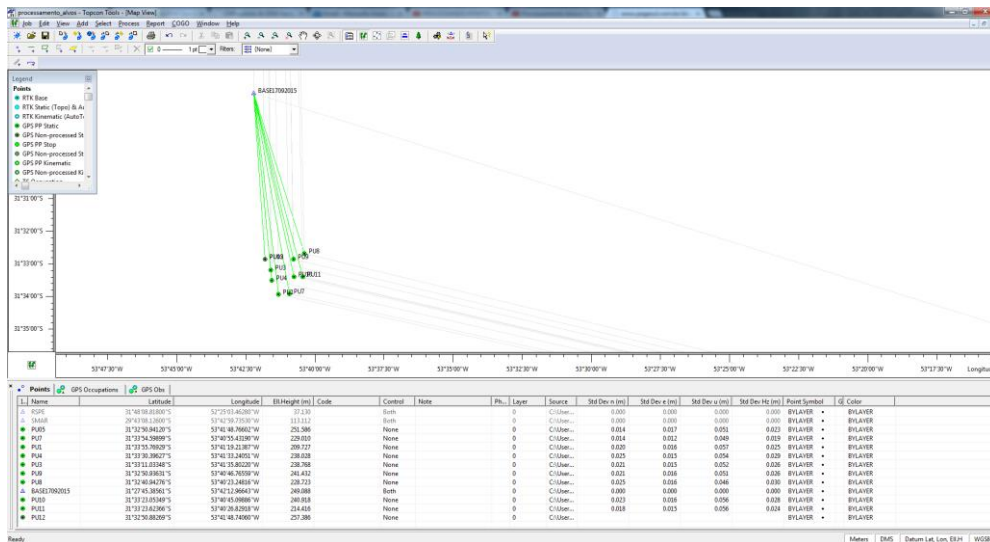 processamento_alvos - Topcon Tools - [Map View]
Job Edit View Add Select Process Report COGO Window Help
Filters: (None)
Legend
Points
RTK Base
RTK Static (Topo) & Au
RTK Kinematic (AutoT
GPS PP Static
GPS Non-processed St
GPS PP Stop
GPS Non-processed St
GPS PP Kinematic
GPS Non-processed Ki
BASE17092015
PU8
PU3
PU4
PU11
PU7
31°31'00"S
31°32'00"S
31°33'00"S
31°34'00"S
31°35'00"S
53°47'30"W 53°45'00"W 53°42'30"W 53°40'00"W 53°37'30"W 53°35'00"W 53°32'30"W 53°30'00"W 53°27'30"W 53°25'00"W 53°22'30"W 53°20'00"W 53°17'30"W Longitu
Points GPS Occupations GPS Obs
Name Latitude Longitude Ell.Height (m) Code Control Note Ph... Layer Source Std Dev n (m) Std Dev e (m) Std Dev u (m) Std Dev Hz (m) Point Symbol G Color
RSPE 31°48'08.81800"S 52°25'03.46280"W 37.130 Both 0 C:\User... 0.000 0.000 0.000 0.000 BYLAYER BYLAYER
SMAR 29°43'08.12600"S 53°42'59.73530"W 113.112 Both 0 C:\User... 0.000 0.000 0.000 0.000 BYLAYER BYLAYER
PU05 31°32'50.94120"S 53°41'48.76602"W 251.586 None 0 C:\User... 0.014 0.017 0.051 0.023 BYLAYER BYLAYER
PU7 31°33'54.59899"S 53°40'55.43190"W 229.010 None 0 C:\User... 0.014 0.012 0.049 0.019 BYLAYER BYLAYER
PU1 31°33'55.76929"S 53°41'19.21387"W 209.727 None 0 C:\User... 0.020 0.016 0.057 0.025 BYLAYER BYLAYER
PU4 31°33'30.39627"S 53°41'33.24051"W 238.028 None 0 C:\User... 0.025 0.015 0.054 0.029 BYLAYER BYLAYER
PU3 31°33'11.03348"S 53°41'35.80220"W 238.768 None 0 C:\User... 0.021 0.015 0.052 0.026 BYLAYER BYLAYER
PU9 31°32'50.93631"S 53°40'46.76559"W 241.432 None 0 C:\User... 0.021 0.016 0.051 0.026 BYLAYER BYLAYER
PU8 31°32'40.94276"S 53°40'23.24816"W 228.723 None 0 C:\User... 0.025 0.016 0.046 0.030 BYLAYER BYLAYER
BASE17092015 31°27'45.38561"S 53°42'12.96643"W 249.088 Both 0 C:\User... 0.000 0.000 0.000 0.000 BYLAYER BYLAYER
PU10 31°33'23.05349"S 53°40'45.09886"W 240.918 None 0 C:\User... 0.023 0.016 0.056 0.028 BYLAYER BYLAYER
PU11 31°33'23.62366"S 53°40'26.82918"W 214.416 None 0 C:\User... 0.018 0.015 0.056 0.024 BYLAYER BYLAYER
PU12 31°32'50.88269"S 53°41'48.74060"W 257.386 None 0 C:\User... BYLAYER BYLAYER
Ready
Meters DMS Datum Lat, Lon, Ell.H WGS8